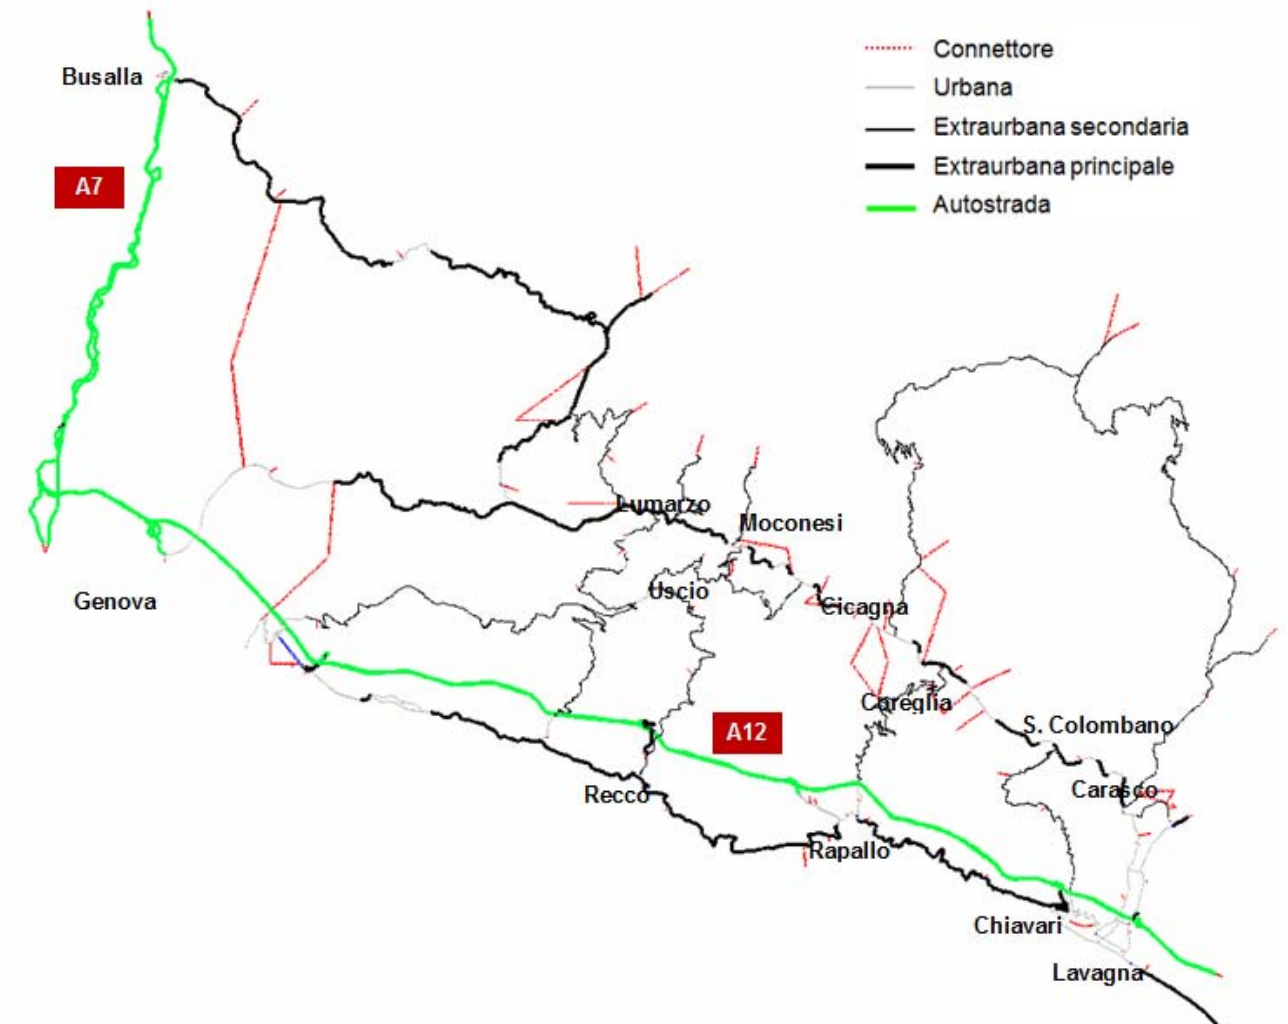 Connettore
Urbana
Extraurbana secondaria
Extraurbana principale
Autostrada
Busalla
A7
Lumarzo
Moconesi
Uscio
Genova
Cicagna
Coreglia
A12
S. Colombano
Carasco
Recco
Rapallo
Chiavari
Lavagna